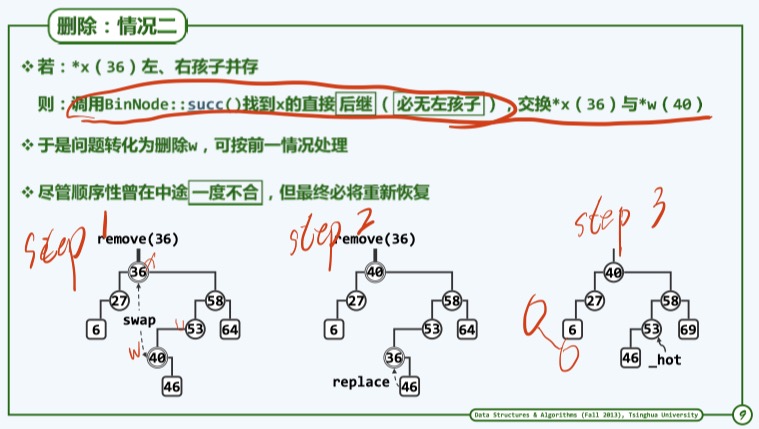 删除：情况二
若：*x（36）左、右孩子并存
则：调用BinNode::succ()找到x的直接后继（必无左孩子），交换*x（36）与*w（40）
于是问题转化为删除w，可按前一情况处理
尽管顺序性曾在中途一度不合，但最终必将重新恢复
step 1
step 2
step 3
remove(36)
36 x
27
58
6
swap
u
53
64
w 40
46
remove(36)
40
27
58
6
53
64
36
replace
46
40
27
58
6
53
69
46
_hot
Data Structures & Algorithms (Fall 2013), Tsinghua University
9